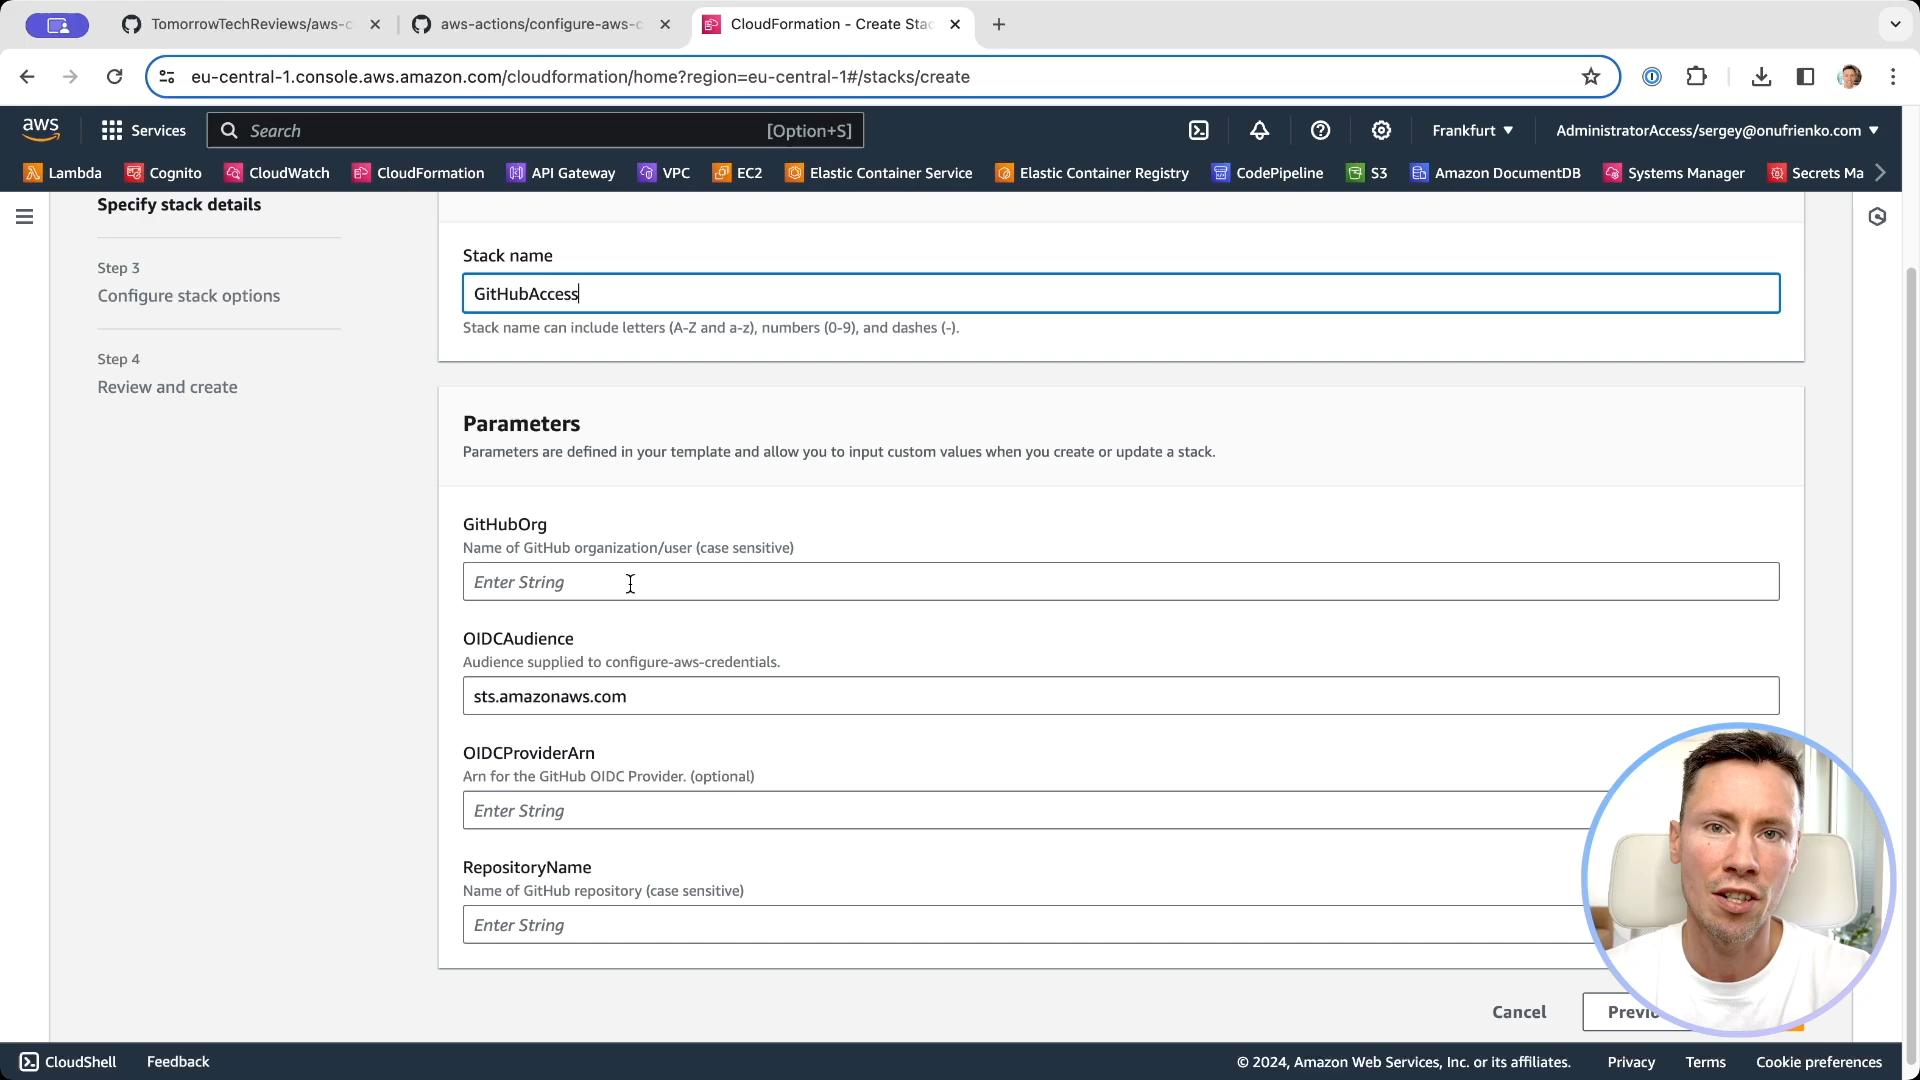 TomorrowTechReviews/aws-c
aws-actions/configure-aws-c
CloudFormation - Create Stac
eu-central-1.console.aws.amazon.com/cloudformation/home?region=eu-central-1#/stacks/create
aws
Services
Search
[Option+S]
Frankfurt
AdministratorAccess/sergey@onufrienko.com
Lambda
Cognito
CloudWatch
CloudFormation
API Gateway
VPC
EC2
Elastic Container Service
Elastic Container Registry
CodePipeline
S3
Amazon DocumentDB
Systems Manager
Secrets Ma
Specify stack details
Step 3
Configure stack options
Step 4
Review and create
Stack name
GitHubAccess
Stack name can include letters (A-Z and a-z), numbers (0-9), and dashes (-).
Parameters
Parameters are defined in your template and allow you to input custom values when you create or update a stack.
GitHubOrg
Name of GitHub organization/user (case sensitive)
Enter String
OIDCAudience
Audience supplied to configure-aws-credentials.
sts.amazonaws.com
OIDCProviderArn
Arn for the GitHub OIDC Provider. (optional)
Enter String
RepositoryName
Name of GitHub repository (case sensitive)
Enter String
Cancel
Previo
CloudShell
Feedback
© 2024, Amazon Web Services, Inc. or its affiliates.
Privacy
Terms
Cookie preferences